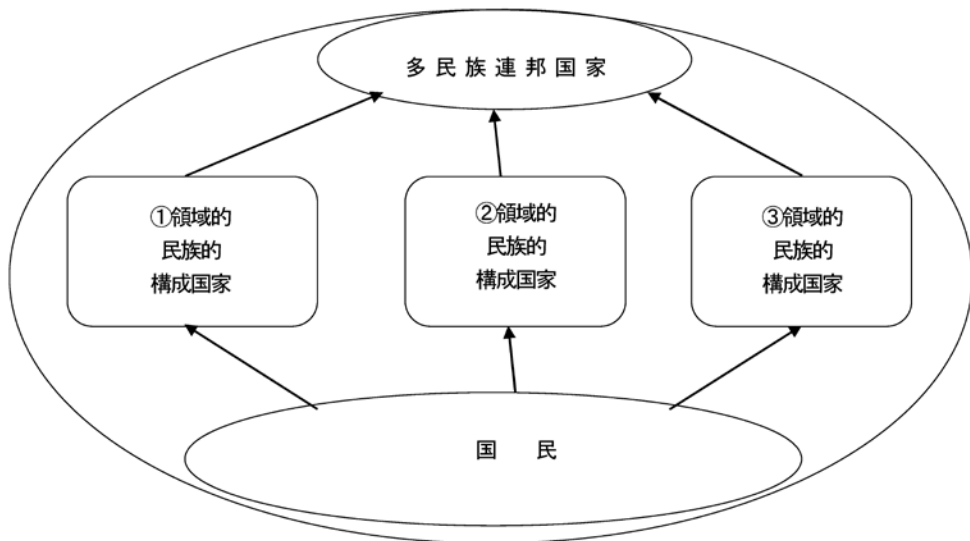 多民族連邦国家
①領域的
民族的
構成国家
②領域的
民族的
構成国家
③領域的
民族的
構成国家
国　民